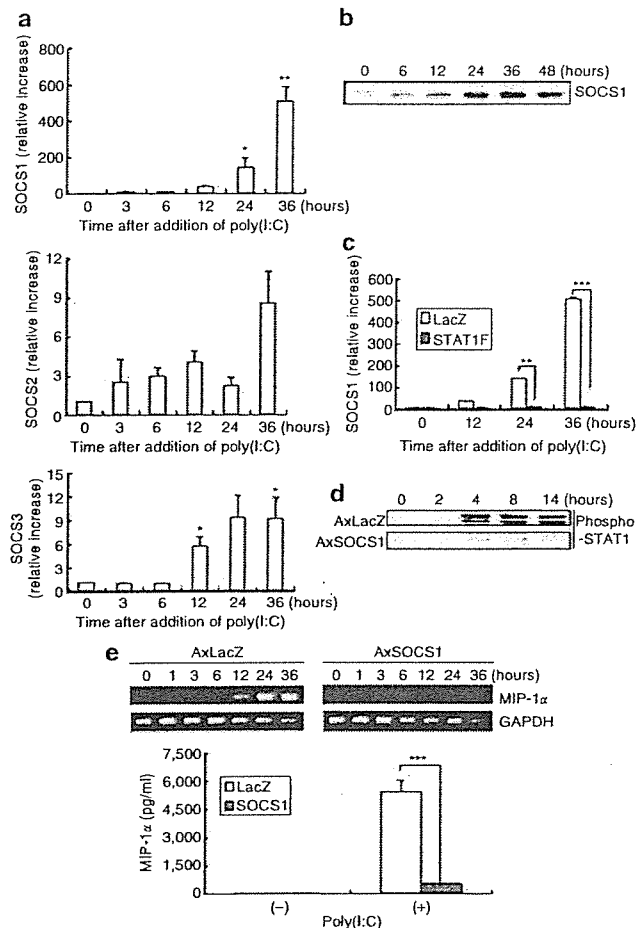 a
SOCS1 (relative increase)
800
600
400
200
0
*
**
0 3 6 12 24 36 (hours)
Time after addition of poly(I:C)
SOCS2 (relative increase)
12
9
6
3
0
0 3 6 12 24 36 (hours)
Time after addition of poly(I:C)
SOCS3
(relative increase)
15
12
9
6
3
0
*
*
0 3 6 12 24 36 (hours)
Time after addition of poly(I:C)
b
0 6 12 24 36 48 (hours)
SOCS1
c
SOCS1 (relative increase)
600
500
400
300
200
100
0
LacZ
STAT1F
**
***
0 12 24 36 (hours)
Time after addition of poly(I:C)
d
0 2 4 8 14 (hours)
AxLacZ
AxSOCS1
Phospho
-STAT1
e
AxLacZ AxSOCS1
0 1 3 6 12 24 36 0 1 3 6 12 24 36 (hours)
MIP-1α
GAPDH
MIP-1α (pg/ml)
7,500
6,000
4,500
3,000
1,500
0
LacZ
SOCS1
***
(−) (+)
Poly(I:C)